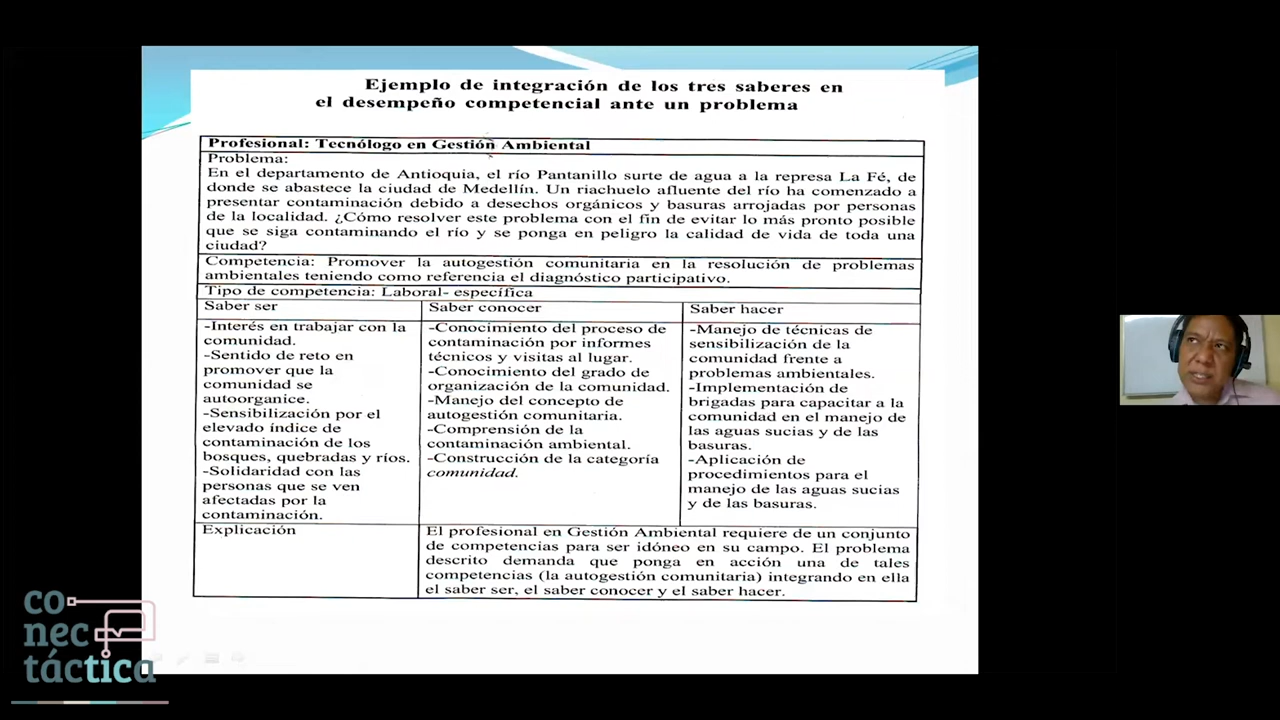 Ejemplo de integración de los tres saberes en
el desempeño competencial ante un problema
Profesional: Tecnólogo en Gestión Ambiental
Problema:
En el departamento de Antioquia, el río Pantanillo surte de agua a la represa La Fé, de
donde se abastece la ciudad de Medellín. Un riachuelo afluente del río ha comenzado a
presentar contaminación debido a desechos orgánicos y basuras arrojadas por personas
de la localidad. ¿Cómo resolver este problema con el fin de evitar lo más pronto posible
que se siga contaminando el río y se ponga en peligro la calidad de vida de toda una
ciudad?
Competencia: Promover la autogestión comunitaria en la resolución de problemas
ambientales teniendo como referencia el diagnóstico participativo.
Tipo de competencia: Laboral- específica
Saber ser
-Interés en trabajar con la
comunidad.
-Sentido de reto en
promover que la
comunidad se
autoorganice.
-Sensibilización por el
elevado índice de
contaminación de los
bosques, quebradas y ríos.
-Solidaridad con las
personas que se ven
afectadas por la
contaminación.
Saber conocer
-Conocimiento del proceso de
contaminación por informes
técnicos y visitas al lugar.
-Conocimiento del grado de
organización de la comunidad.
-Manejo del concepto de
autogestión comunitaria.
-Comprensión de la
contaminación ambiental.
-Construcción de la categoría
comunidad.
Saber hacer
-Manejo de técnicas de
sensibilización de la
comunidad frente a
problemas ambientales.
-Implementación de
brigadas para capacitar a la
comunidad en el manejo de
las aguas sucias y de las
basuras.
-Aplicación de
procedimientos para el
manejo de las aguas sucias
y de las basuras.
Explicación
El profesional en Gestión Ambiental requiere de un conjunto
de competencias para ser idóneo en su campo. El problema
descrito demanda que ponga en acción una de tales
competencias (la autogestión comunitaria) integrando en ella
el saber ser, el saber conocer y el saber hacer.
co
nec
táctica